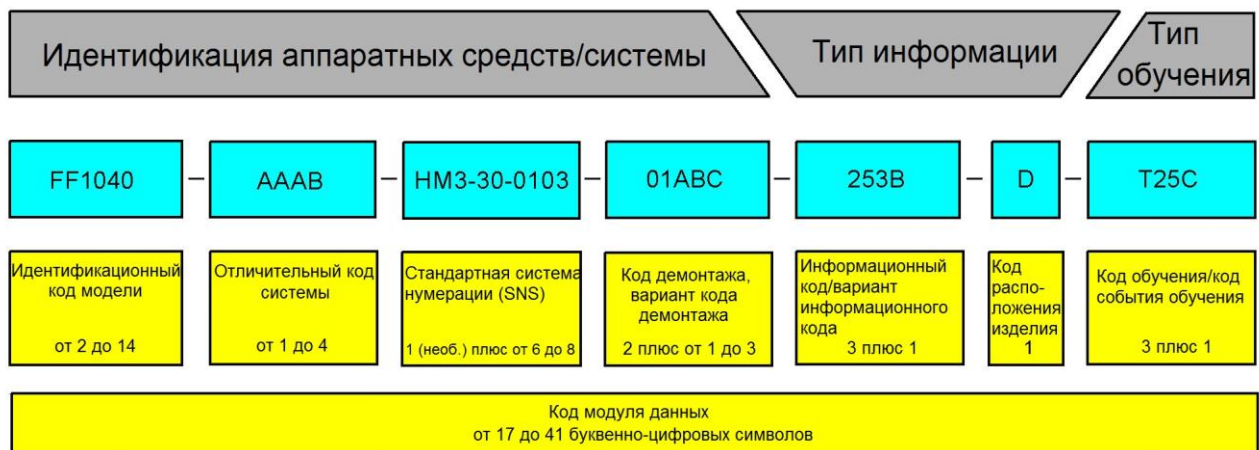 Идентификация аппаратных средств/системы
Тип информации
Тип
обучения
FF1040 – AAAB – HM3-30-0103 – 01ABC – 253B – D – T25C
Идентификационный
код модели
от 2 до 14
Отличительный код
системы
от 1 до 4
Стандартная система
нумерации (SNS)
1 (необ.) плюс от 6 до 8
Код демонтажа,
вариант кода
демонтажа
2 плюс от 1 до 3
Информационный
код/вариант
информационного
кода
3 плюс 1
Код
распо-
ложения
изделия
1
Код обучения/код
события обучения
3 плюс 1
Код модуля данных
от 17 до 41 буквенно-цифровых символов